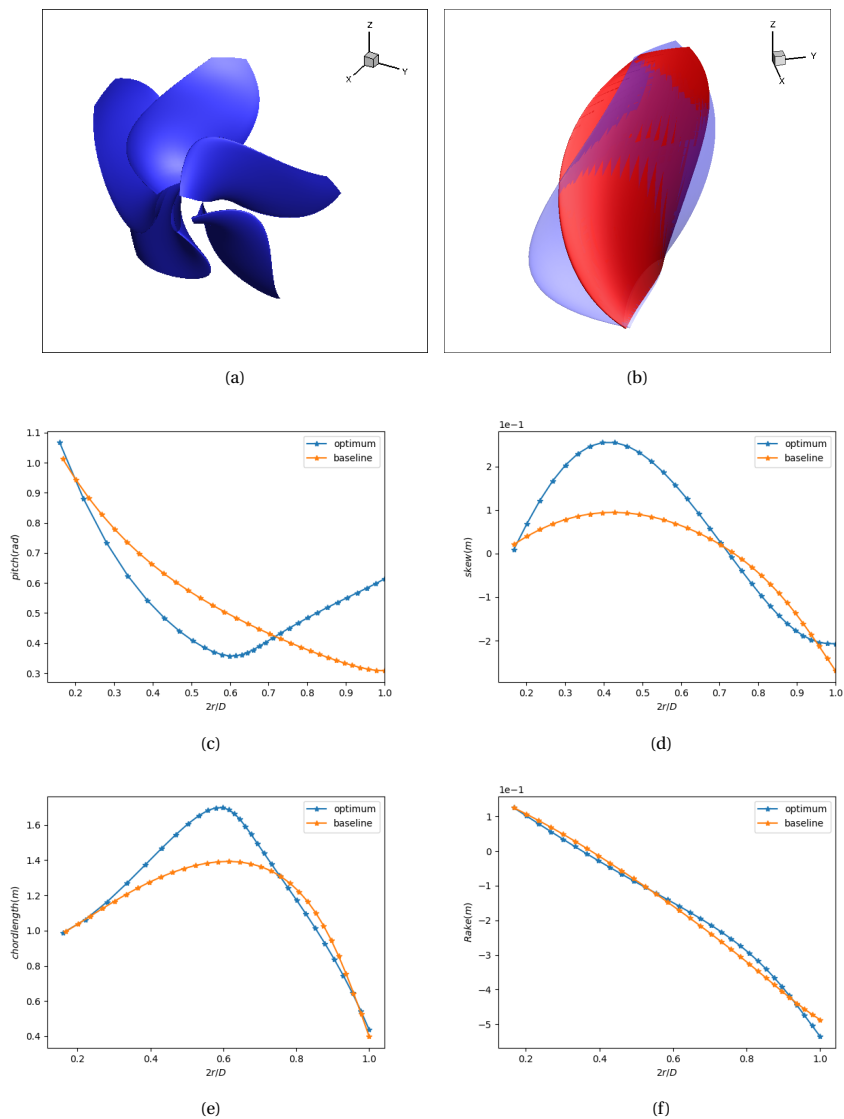 Z
X
Y
Z
Y
X
(a)
(b)
optimum
baseline
1.1
1.0
0.9
0.8
0.7
0.6
0.5
0.4
0.3
pitch(rad)
0.2 0.3 0.4 0.5 0.6 0.7 0.8 0.9 1.0
2r/D
(c)
1e−1
optimum
baseline
2
1
0
−1
−2
skew(m)
0.2 0.3 0.4 0.5 0.6 0.7 0.8 0.9 1.0
2r/D
(d)
optimum
baseline
1.6
1.4
1.2
1.0
0.8
0.6
0.4
chordlength(m)
0.2 0.4 0.6 0.8 1.0
2r/D
(e)
1e−1
optimum
baseline
1
0
−1
−2
−3
−4
−5
Rake(m)
0.2 0.4 0.6 0.8 1.0
2r/D
(f)